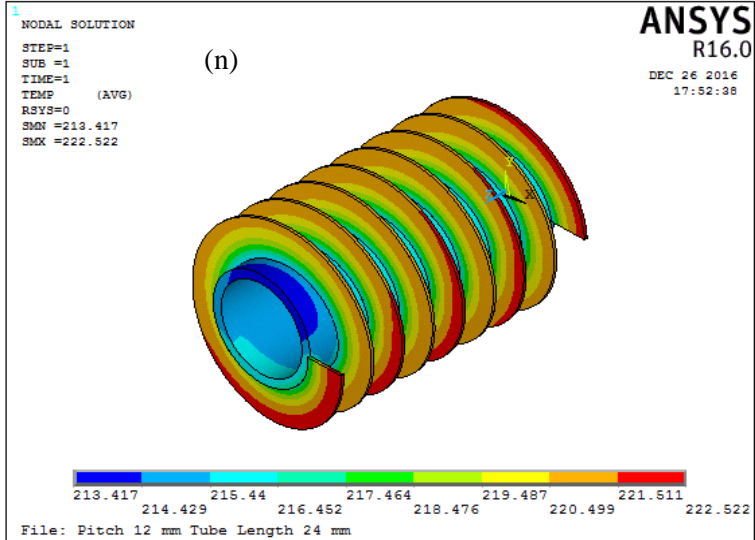 1
NODAL SOLUTION
STEP=1
SUB =1
TIME=1
TEMP (AVG)
RSYS=0
SMN =213.417
SMX =222.522
(n)
ANSYS
R16.0
DEC 26 2016
17:52:38
Y
Z X
213.417 215.44 217.464 219.487 221.511
214.429 216.452 218.476 220.499 222.522
File: Pitch 12 mm Tube Length 24 mm